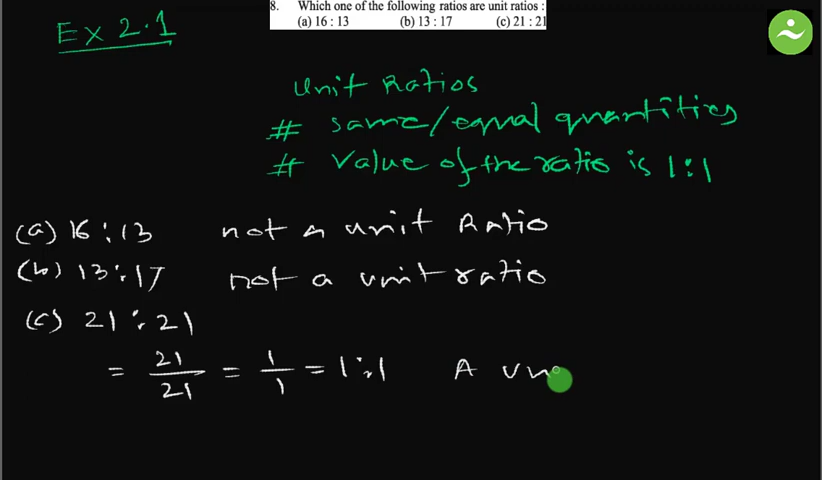 8. Which one of the following ratios are unit ratios :
(a) 16 : 13 (b) 13 : 17 (c) 21 : 21
Ex 2.1
Unit Ratios
# same/equal quantities
# Value of the ratio is 1:1
(a) 16:13 not a unit Ratio
(b) 13:17 not a unit ratio
(c) 21:21
= 21/21 = 1/1 = 1:1 A un